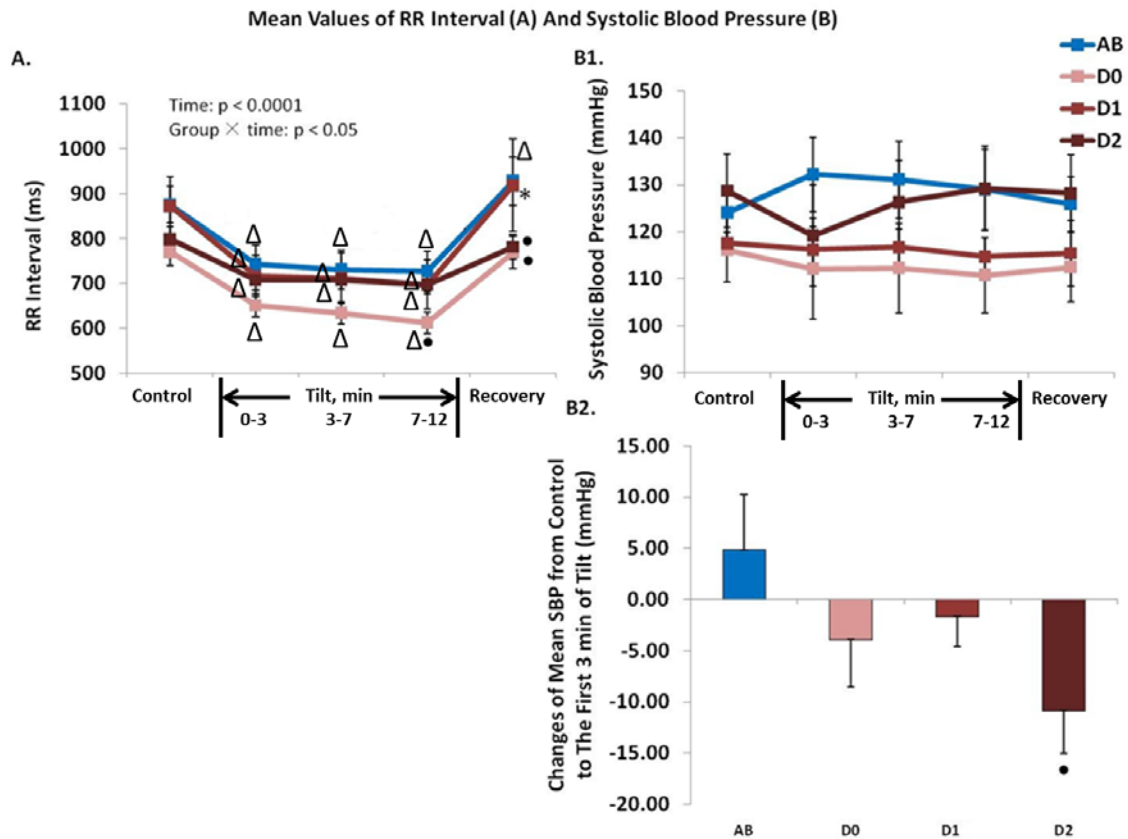 Mean Values of RR Interval (A) And Systolic Blood Pressure (B)
A.
RR Interval (ms)
1100
1000
900
800
700
600
500
Time: p < 0.0001
Group × time: p < 0.05
Δ
Δ
Δ
Δ
*
Δ
Δ
Δ
Δ
Δ
Δ
Δ
Δ
Δ
Control
Tilt, min
Recovery
0-3
3-7
7-12
B1.
AB
D0
D1
D2
Systolic Blood Pressure (mmHg)
150
140
130
120
110
100
90
Control
Tilt, min
Recovery
0-3
3-7
7-12
B2.
Changes of Mean SBP from Control
to The First 3 min of Tilt (mmHg)
15.00
10.00
5.00
0.00
-5.00
-10.00
-15.00
-20.00
AB
D0
D1
D2